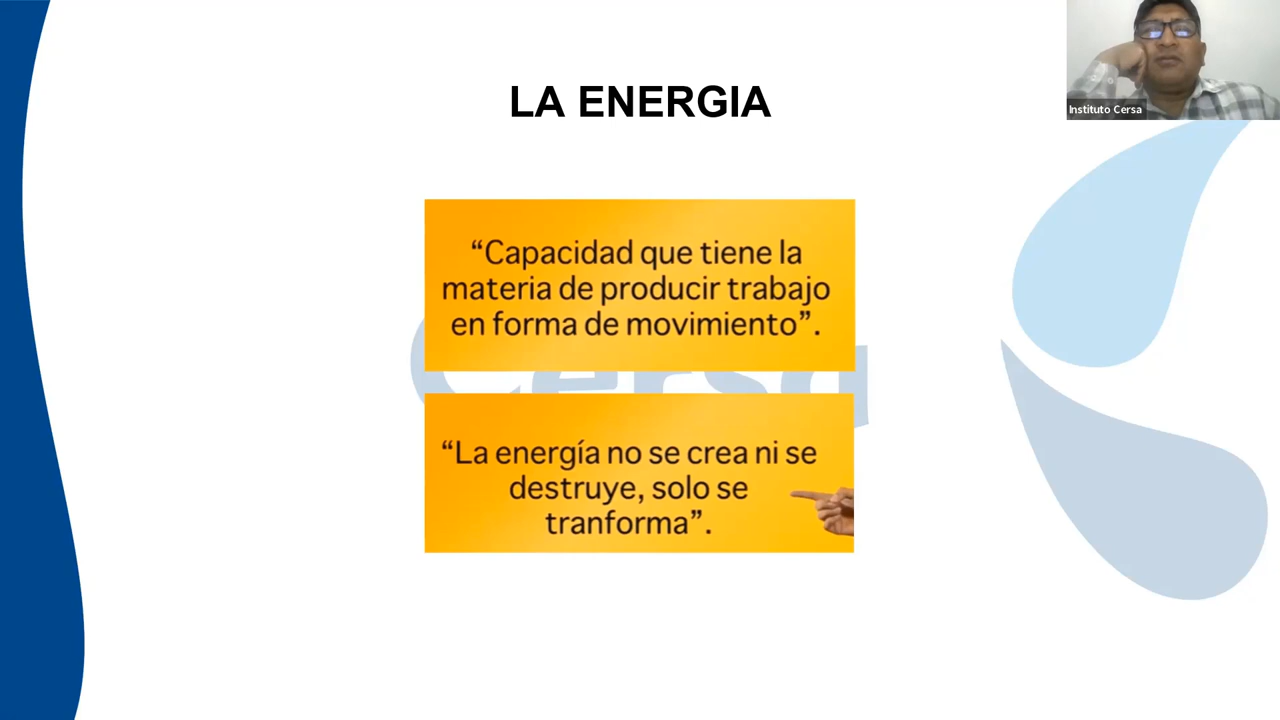 LA ENERGIA
Instituto Cersa
“Capacidad que tiene la
materia de producir trabajo
en forma de movimiento”.
Cersa
“La energía no se crea ni se
destruye, solo se
tranforma”.